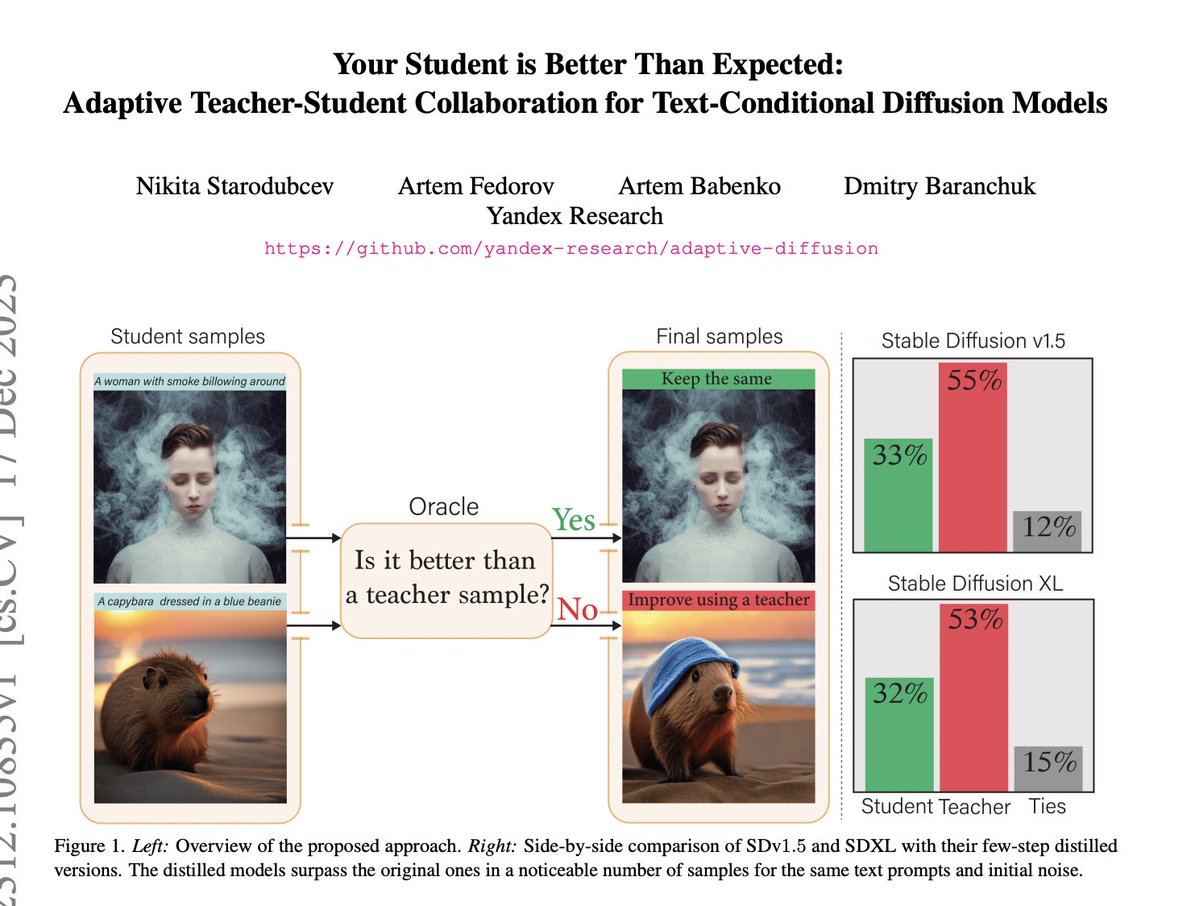 Your Student is Better Than Expected:
Adaptive Teacher-Student Collaboration for Text-Conditional Diffusion Models
Nikita Starodubcev Artem Fedorov Artem Babenko Dmitry Baranchuk
Yandex Research
https://github.com/yandex-research/adaptive-diffusion
[cs.CV] 17 Dec 2023
Student samples
A woman with smoke billowing around
A capybara dressed in a blue beanie
Oracle
Is it better than
a teacher sample?
Yes
No
Final samples
Keep the same
Improve using a teacher
Stable Diffusion v1.5
33%
55%
12%
Stable Diffusion XL
32%
53%
15%
Student Teacher Ties
Figure 1. Left: Overview of the proposed approach. Right: Side-by-side comparison of SDv1.5 and SDXL with their few-step distilled
versions. The distilled models surpass the original ones in a noticeable number of samples for the same text prompts and initial noise.